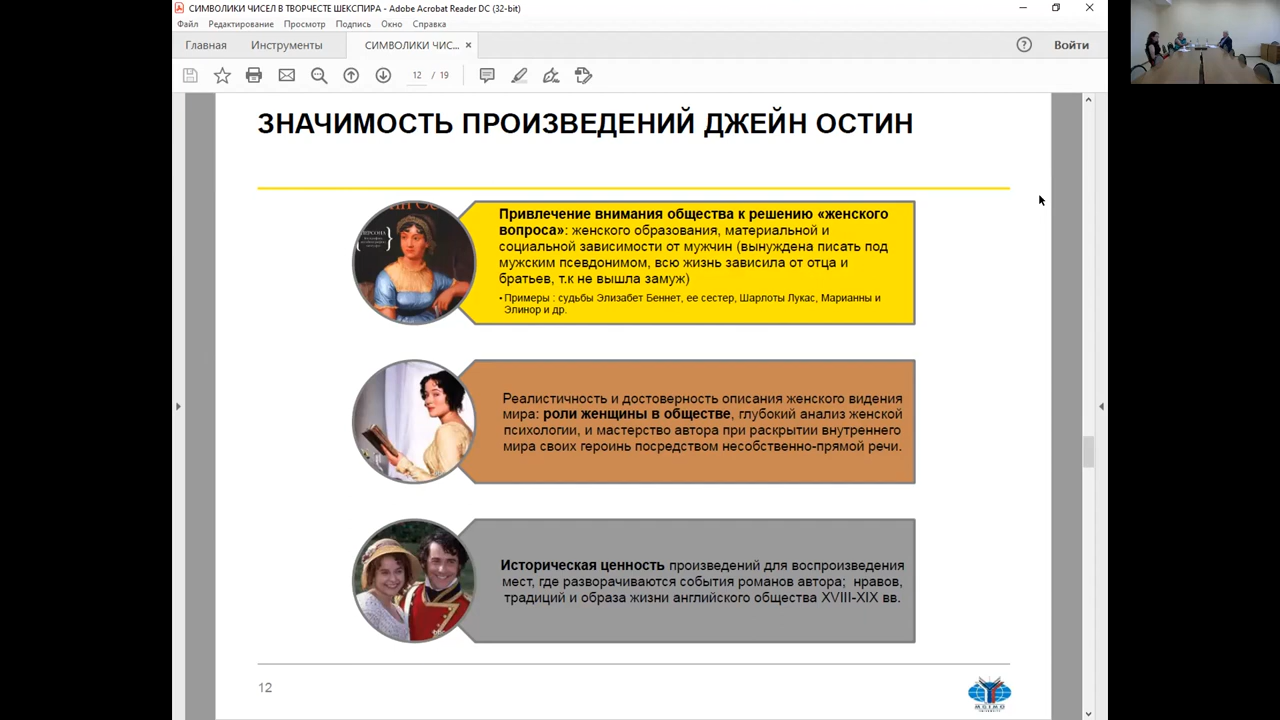 СИМВОЛИКИ ЧИСЕЛ В ТВОРЧЕСТВЕ ШЕКСПИРА - Adobe Acrobat Reader DC (32-bit)
Файл Редактирование Просмотр Подпись Окно Справка
Главная Инструменты СИМВОЛИКИ ЧИС... × Войти
12 / 19
ЗНАЧИМОСТЬ ПРОИЗВЕДЕНИЙ ДЖЕЙН ОСТИН
Привлечение внимания общества к решению «женского
вопроса»: женского образования, материальной и
социальной зависимости от мужчин (вынуждена писать под
мужским псевдонимом, всю жизнь зависила от отца и
братьев, т.к не вышла замуж)
▪ Примеры : судьбы Элизабет Беннет, ее сестер, Шарлоты Лукас, Марианны и
Элинор и др.
Реалистичность и достоверность описания женского видения
мира: роли женщины в обществе, глубокий анализ женской
психологии, и мастерство автора при раскрытии внутреннего
мира своих героинь посредством несобственно-прямой речи.
Историческая ценность произведений для воспроизведения
мест, где разворачиваются события романов автора; нравов,
традиций и образа жизни английского общества XVIII-XIX вв.
12
MGIMO
UNIVERSITY